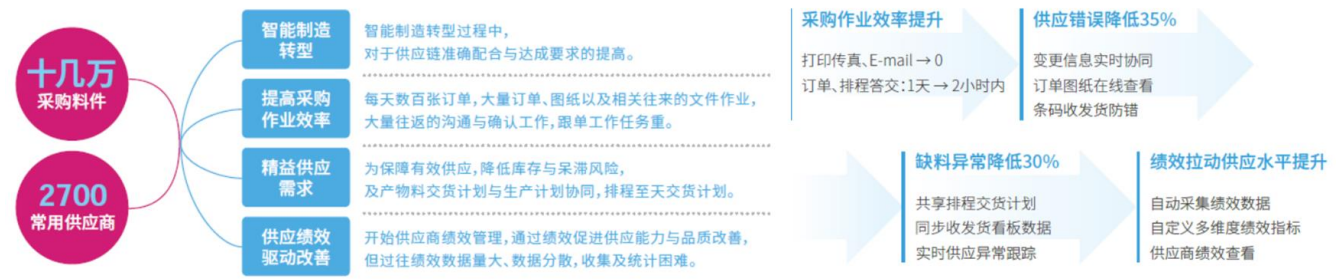 十几万
采购料件
2700
常用供应商
智能制造
转型
智能制造转型过程中，
对于供应链准确配合与达成要求的提高。
提高采购
作业效率
每天数百张订单，大量订单、图纸以及相关往来的文件作业，
大量往返的沟通与确认工作，跟单工作任务重。
精益供应
需求
为保障有效供应，降低库存与呆滞风险，
及产物料交货计划与生产计划协同，排程至天交货计划。
供应绩效
驱动改善
开始供应商绩效管理，通过绩效促进供应能力与品质改善，
但过往绩效数据量大、数据分散，收集及统计困难。
采购作业效率提升
打印传真、E-mail → 0
订单、排程答交：1天 → 2小时内
供应错误降低35%
变更信息实时协同
订单图纸在线查看
条码收发货防错
缺料异常降低30%
共享排程交货计划
同步收发货看板数据
实时供应异常跟踪
绩效拉动供应水平提升
自动采集绩效数据
自定义多维度绩效指标
供应商绩效查看